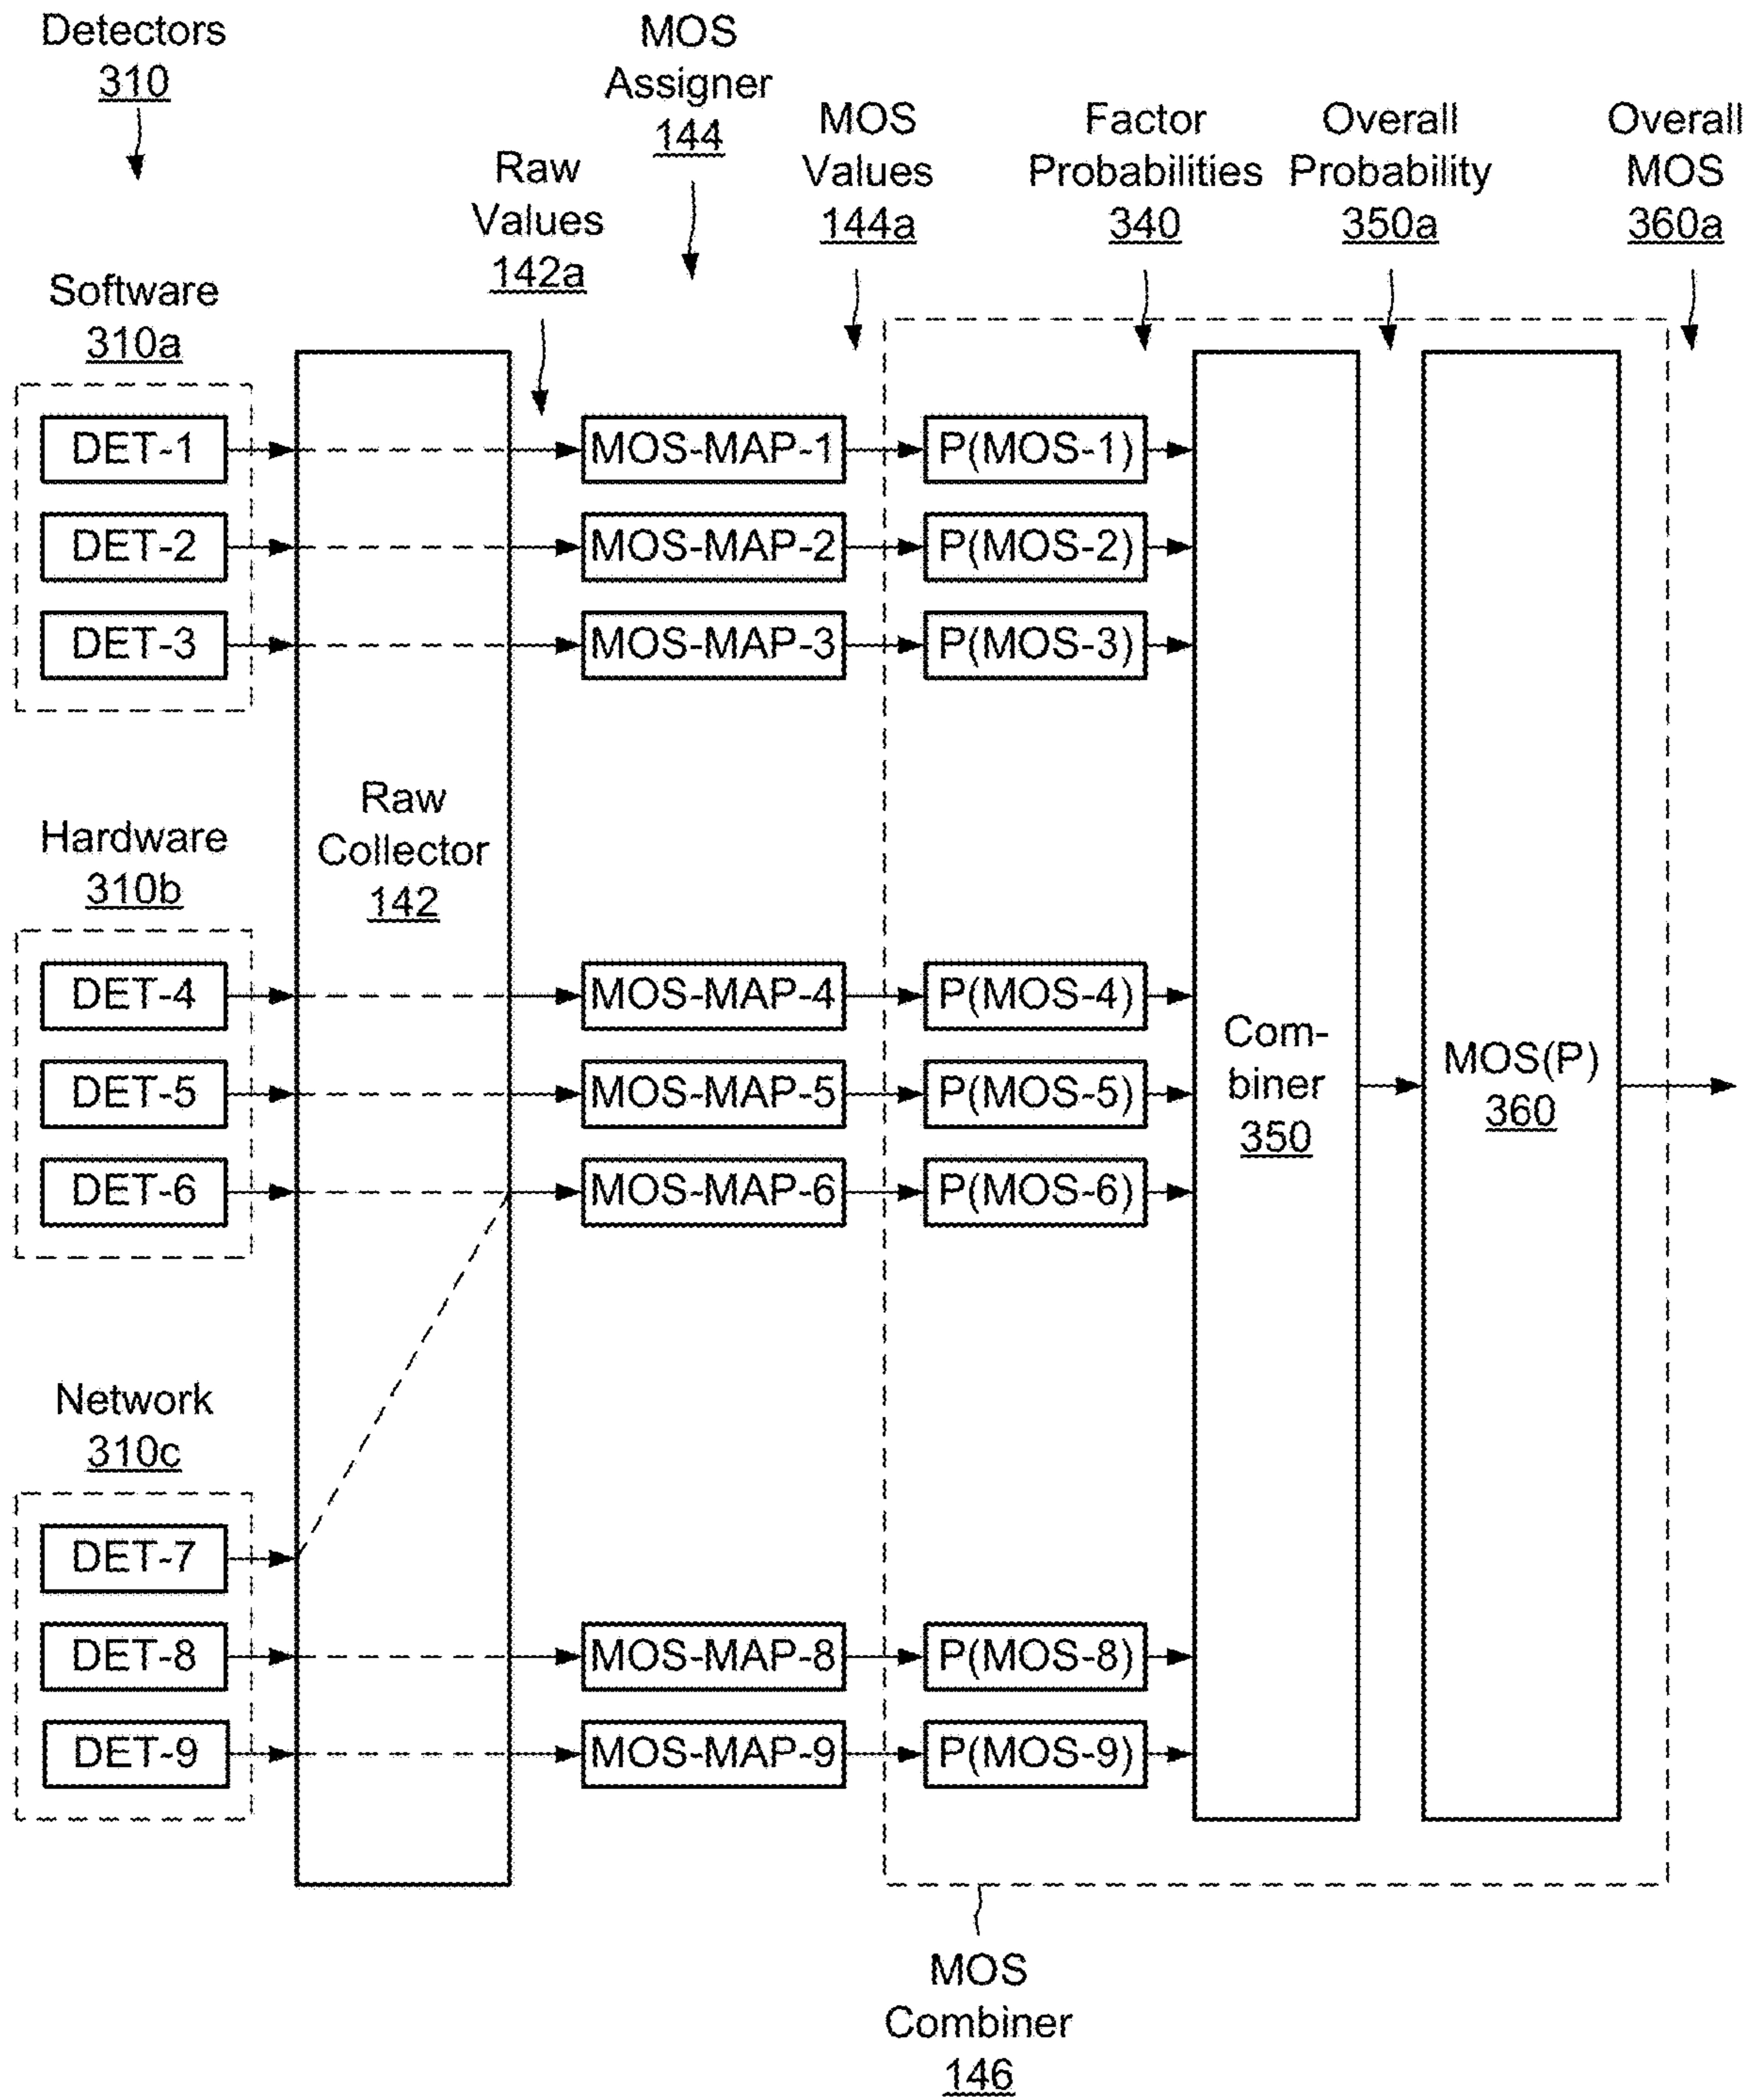 Detectors
310
MOS
Assigner
144
Raw
Values
142a
MOS
Values
144a
Factor
Probabilities
340
Overall
Probability
350a
Overall
MOS
360a
Software
310a
DET-1
DET-2
DET-3
Hardware
310b
DET-4
DET-5
DET-6
Network
310c
DET-7
DET-8
DET-9
Raw
Collector
142
MOS-MAP-1
MOS-MAP-2
MOS-MAP-3
MOS-MAP-4
MOS-MAP-5
MOS-MAP-6
MOS-MAP-8
MOS-MAP-9
P(MOS-1)
P(MOS-2)
P(MOS-3)
P(MOS-4)
P(MOS-5)
P(MOS-6)
P(MOS-8)
P(MOS-9)
Com-
biner
350
MOS(P)
360
MOS
Combiner
146